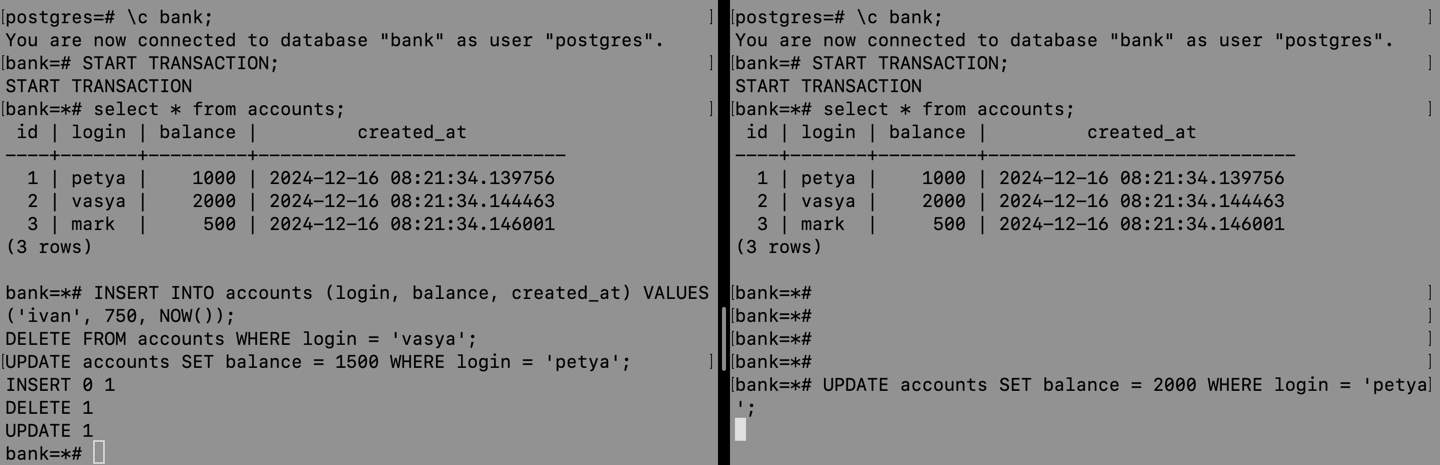 [postgres=# \c bank; ]
You are now connected to database "bank" as user "postgres".
[bank=# START TRANSACTION; ]
START TRANSACTION
[bank=*# select * from accounts; ]
 id | login | balance |         created_at
----+-------+---------+----------------------------
  1 | petya |    1000 | 2024-12-16 08:21:34.139756
  2 | vasya |    2000 | 2024-12-16 08:21:34.144463
  3 | mark  |     500 | 2024-12-16 08:21:34.146001
(3 rows)
bank=*# INSERT INTO accounts (login, balance, created_at) VALUES
('ivan', 750, NOW());
DELETE FROM accounts WHERE login = 'vasya';
[UPDATE accounts SET balance = 1500 WHERE login = 'petya'; ]
INSERT 0 1
DELETE 1
UPDATE 1
bank=*#
[postgres=# \c bank; ]
You are now connected to database "bank" as user "postgres".
[bank=# START TRANSACTION; ]
START TRANSACTION
[bank=*# select * from accounts; ]
 id | login | balance |         created_at
----+-------+---------+----------------------------
  1 | petya |    1000 | 2024-12-16 08:21:34.139756
  2 | vasya |    2000 | 2024-12-16 08:21:34.144463
  3 | mark  |     500 | 2024-12-16 08:21:34.146001
(3 rows)
[bank=*# ]
[bank=*# ]
[bank=*# ]
[bank=*# ]
[bank=*# UPDATE accounts SET balance = 2000 WHERE login = 'petya]
';